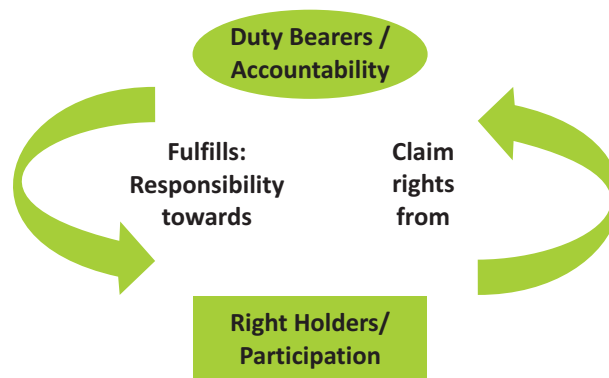 Duty Bearers /
Accountability
Fulfills:
Responsibility
towards
Claim
rights
from
Right Holders/
Participation